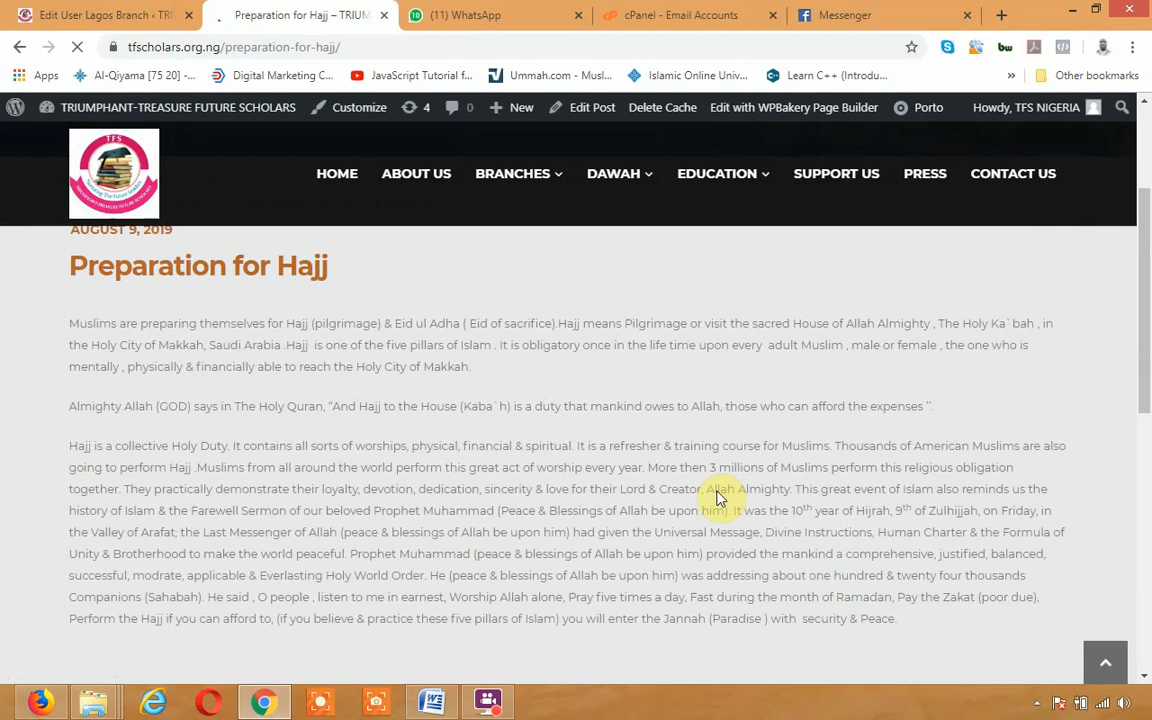 Edit User Lagos Branch ‹ TRIUM
Preparation for Hajj – TRIUM
(11) WhatsApp
cPanel - Email Accounts
Messenger
tfscholars.org.ng/preparation-for-hajj/
Apps
Al-Qiyama [75 20] -...
Digital Marketing C...
JavaScript Tutorial f...
Ummah.com - Musl...
Islamic Online Univ...
Learn C++ (Introdu...
Other bookmarks
TRIUMPHANT-TREASURE FUTURE SCHOLARS
Customize
4
0
New
Edit Post
Delete Cache
Edit with WPBakery Page Builder
Porto
Howdy, TFS NIGERIA
TFS
HOME
ABOUT US
BRANCHES
DAWAH
EDUCATION
SUPPORT US
PRESS
CONTACT US
AUGUST 9, 2019
Preparation for Hajj
Muslims are preparing themselves for Hajj (pilgrimage) & Eid ul Adha ( Eid of sacrifice).Hajj means Pilgrimage or visit the sacred House of Allah Almighty , The Holy Ka`bah , in
the Holy City of Makkah, Saudi Arabia .Hajj is one of the five pillars of Islam . It is obligatory once in the life time upon every adult Muslim , male or female , the one who is
mentally , physically & financially able to reach the Holy City of Makkah.
Almighty Allah (GOD) says in The Holy Quran, “And Hajj to the House (Kaba`h) is a duty that mankind owes to Allah, those who can afford the expenses ’’.
Hajj is a collective Holy Duty. It contains all sorts of worships, physical, financial & spiritual. It is a refresher & training course for Muslims. Thousands of American Muslims are also
going to perform Hajj .Muslims from all around the world perform this great act of worship every year. More then 3 millions of Muslims perform this religious obligation
together. They practically demonstrate their loyalty, devotion, dedication, sincerity & love for their Lord & Creator, Allah Almighty. This great event of Islam also reminds us the
history of Islam & the Farewell Sermon of our beloved Prophet Muhammad (Peace & Blessings of Allah be upon him). It was the 10th year of Hijrah, 9th of Zulhijjah, on Friday, in
the Valley of Arafat; the Last Messenger of Allah (peace & blessings of Allah be upon him) had given the Universal Message, Divine Instructions, Human Charter & the Formula of
Unity & Brotherhood to make the world peaceful. Prophet Muhammad (peace & blessings of Allah be upon him) provided the mankind a comprehensive, justified, balanced,
successful, modrate, applicable & Everlasting Holy World Order. He (peace & blessings of Allah be upon him) was addressing about one hundred & twenty four thousands
Companions (Sahabah). He said , O people , listen to me in earnest, Worship Allah alone, Pray five times a day, Fast during the month of Ramadan, Pay the Zakat (poor due),
Perform the Hajj if you can afford to, (if you believe & practice these five pillars of Islam) you will enter the Jannah (Paradise ) with security & Peace.